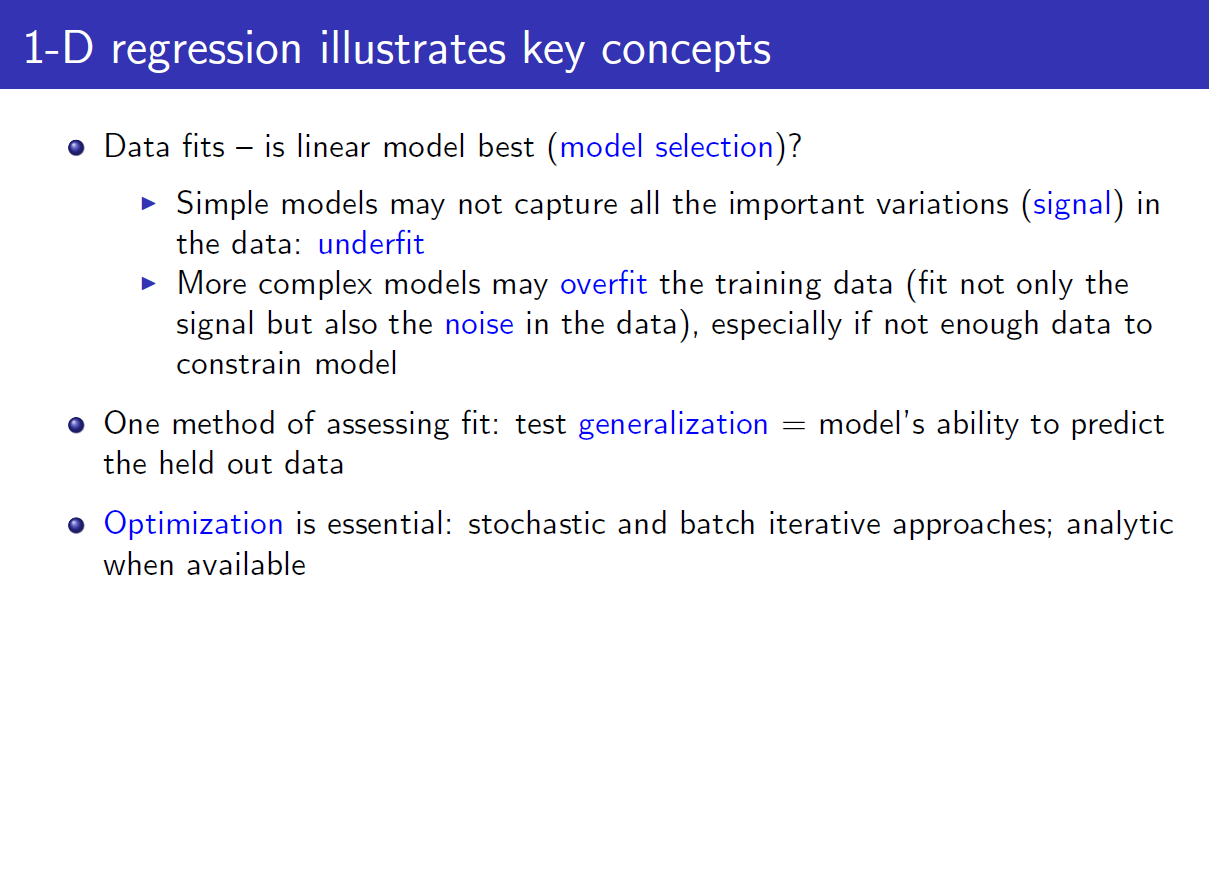 1-D regression illustrates key concepts
Data fits – is linear model best (model selection)?
Simple models may not capture all the important variations (signal) in
the data: underfit
More complex models may overfit the training data (fit not only the
signal but also the noise in the data), especially if not enough data to
constrain model
One method of assessing fit: test generalization = model's ability to predict
the held out data
Optimization is essential: stochastic and batch iterative approaches; analytic
when available